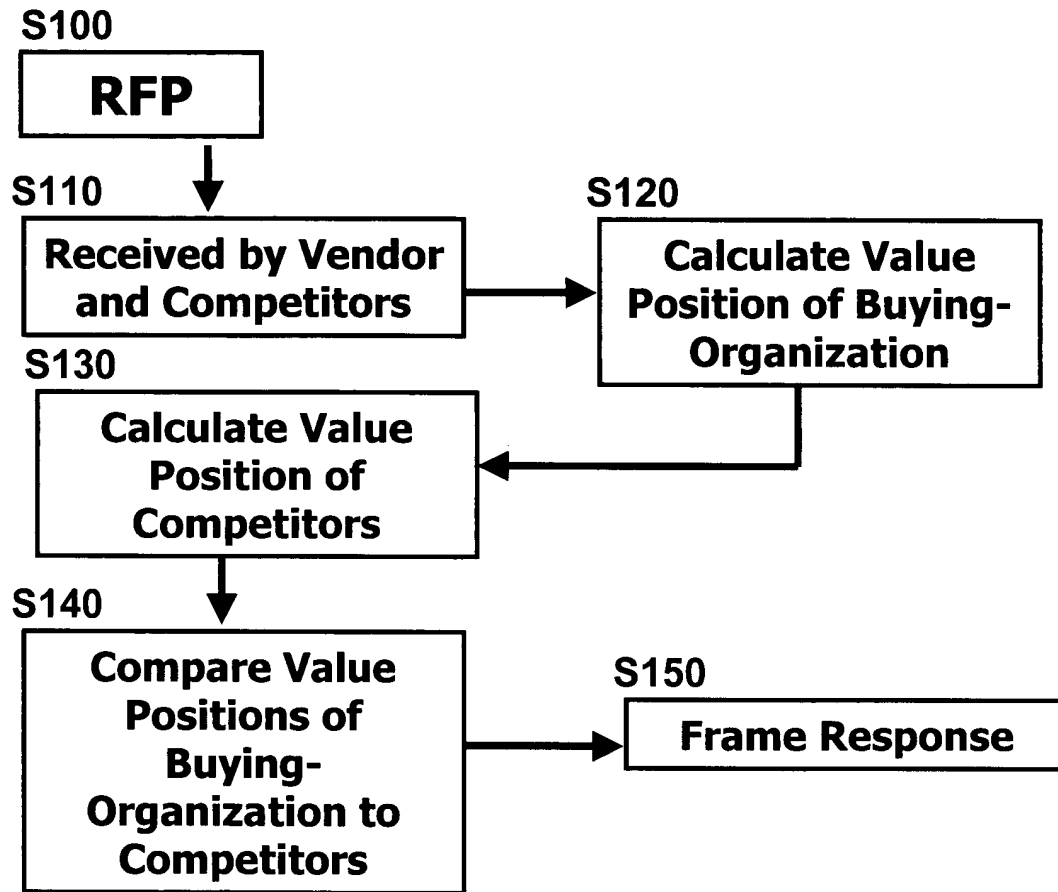 S100
RFP
S110
Received by Vendor
and Competitors
S120
Calculate Value
Position of Buying-
Organization
S130
Calculate Value
Position of
Competitors
S140
Compare Value
Positions of
Buying-
Organization to
Competitors
S150
Frame Response